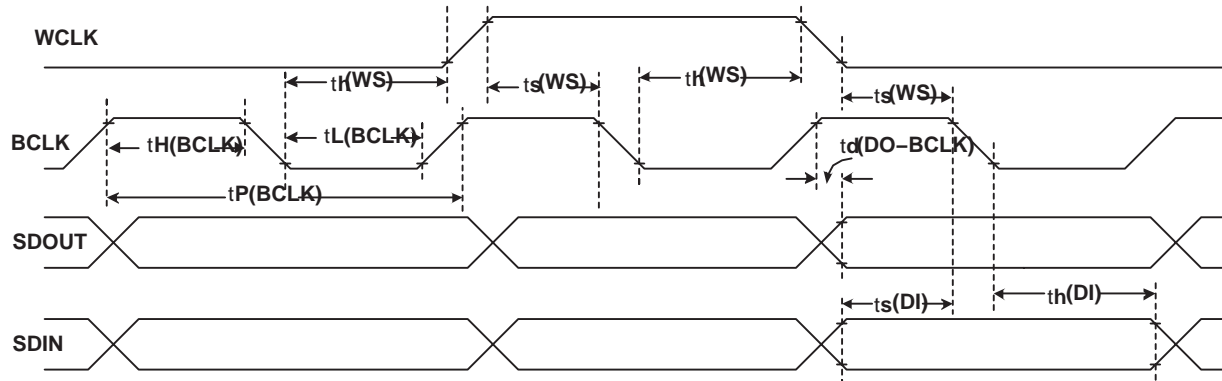 WCLK
th(WS)
ts(WS)
th(WS)
ts(WS)
BCLK
tH(BCLK)
tL(BCLK)
td(DO−BCLK)
tP(BCLK)
SDOUT
ts(DI)
th(DI)
SDIN